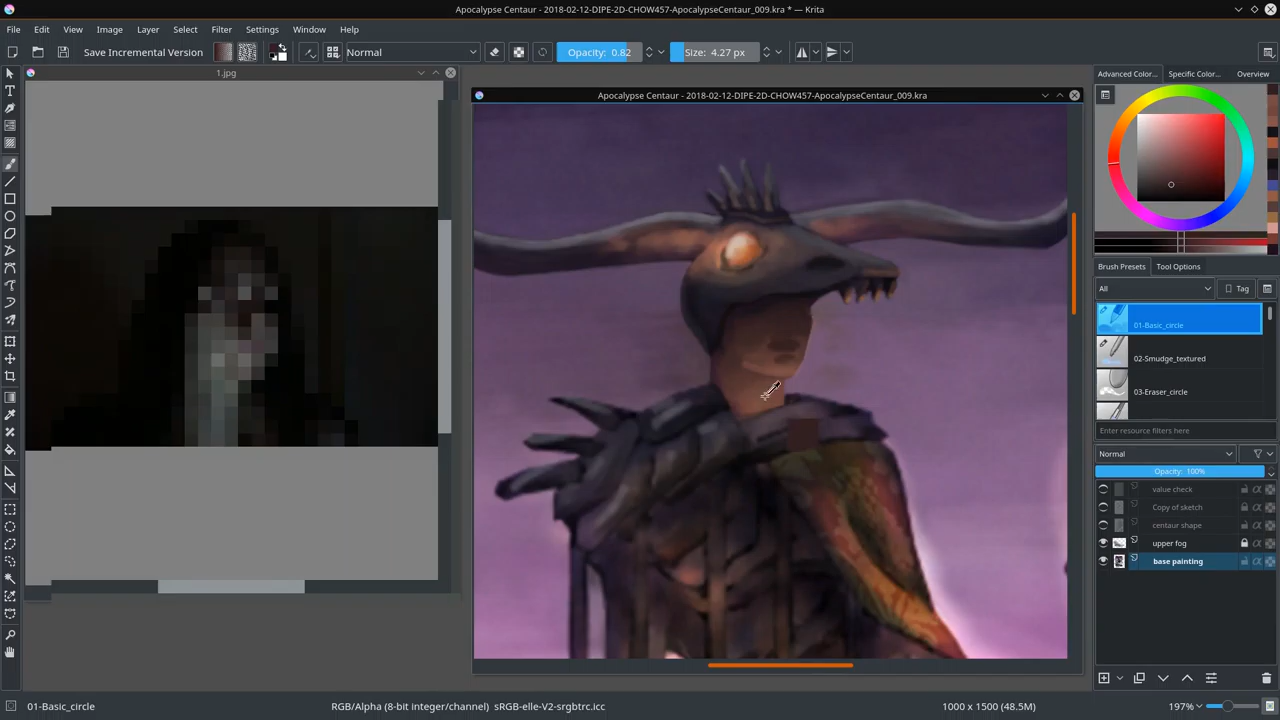 Apocalypse Centaur - 2018-02-12-DIPE-2D-CHOW457-ApocalypseCentaur_009.kra * — Krita
File Edit View Image Layer Select Filter Settings Window Help
Save Incremental Version Normal Opacity: 0.82 Size: 4.27 px
1.jpg
Apocalypse Centaur - 2018-02-12-DIPE-2D-CHOW457-ApocalypseCentaur_009.kra
Advanced Color... Specific Color... Overview
Brush Presets Tool Options
All Tag
01-Basic_circle
02-Smudge_textured
03-Eraser_circle
Enter resource filters here
Normal
Opacity: 100%
value check
Copy of sketch
centaur shape
upper fog
base painting
01-Basic_circle RGB/Alpha (8-bit integer/channel) sRGB-elle-V2-srgbtrc.icc 1000 x 1500 (48.5M) 197%